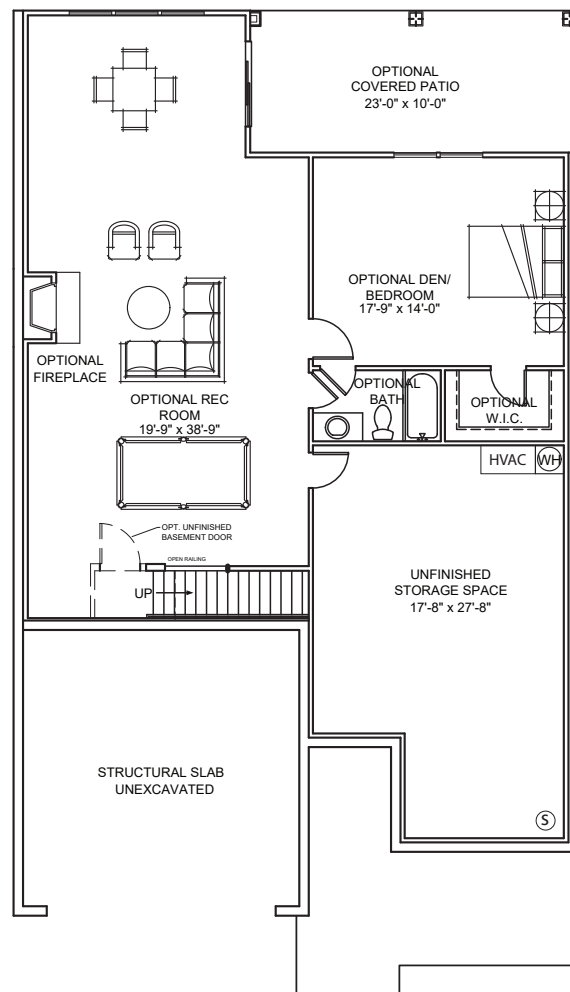 OPTIONAL
COVERED PATIO
23'-0" x 10'-0"
OPTIONAL DEN/
BEDROOM
17'-9" x 14'-0"
OPTIONAL
FIREPLACE
OPTIONAL REC
ROOM
19'-9" x 38'-9"
OPTIONAL
BATH
OPTIONAL
W.I.C.
HVAC
WH
OPT. UNFINISHED
BASEMENT DOOR
OPEN RAILING
UP
UNFINISHED
STORAGE SPACE
17'-8" x 27'-8"
STRUCTURAL SLAB
UNEXCAVATED
S